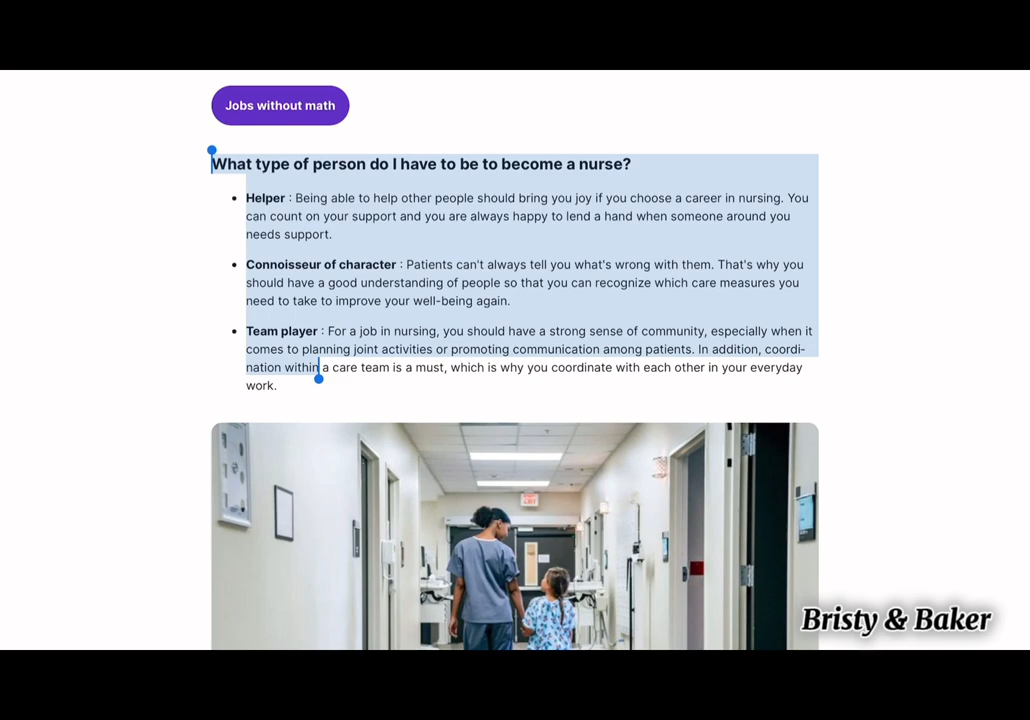 Jobs without math
What type of person do I have to be to become a nurse?
• Helper : Being able to help other people should bring you joy if you choose a career in nursing. You
can count on your support and you are always happy to lend a hand when someone around you
needs support.
• Connoisseur of character : Patients can't always tell you what's wrong with them. That's why you
should have a good understanding of people so that you can recognize which care measures you
need to take to improve your well-being again.
• Team player : For a job in nursing, you should have a strong sense of community, especially when it
comes to planning joint activities or promoting communication among patients. In addition, coordi-
nation within a care team is a must, which is why you coordinate with each other in your everyday
work.
EXIT
Bristy & Baker